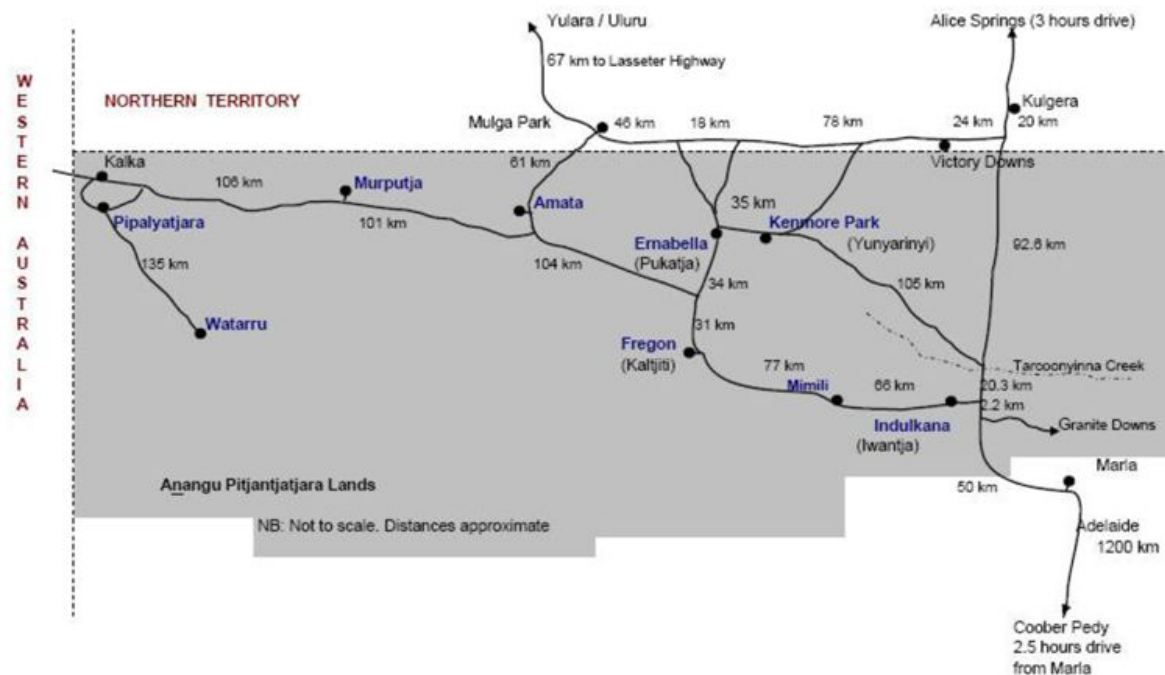 Yulara / Uluru
Alice Springs (3 hours drive)
67 km to Lasseter Highway
WESTERN AUSTRALIA
NORTHERN TERRITORY
Mulga Park
46 km
18 km
78 km
24 km
Kulgera
20 km
Victory Downs
Kalka
61 km
106 km
Murputja
Amata
35 km
Kenmore Park
Pipalyatjara
101 km
Ernabella
(Yunyarinyi)
(Pukatja)
92.6 km
135 km
104 km
34 km
105 km
Watarru
31 km
Fregon
(Kaltjiti)
77 km
Taroonyinna Creek
Mimili
66 km
20.3 km
2.2 km
Indulkana
(Iwantja)
Granite Downs
Marla
Anangu Pitjantjatjara Lands
50 km
NB: Not to scale. Distances approximate
Adelaide
1200 km
Coober Pedy
2.5 hours drive
from Marla